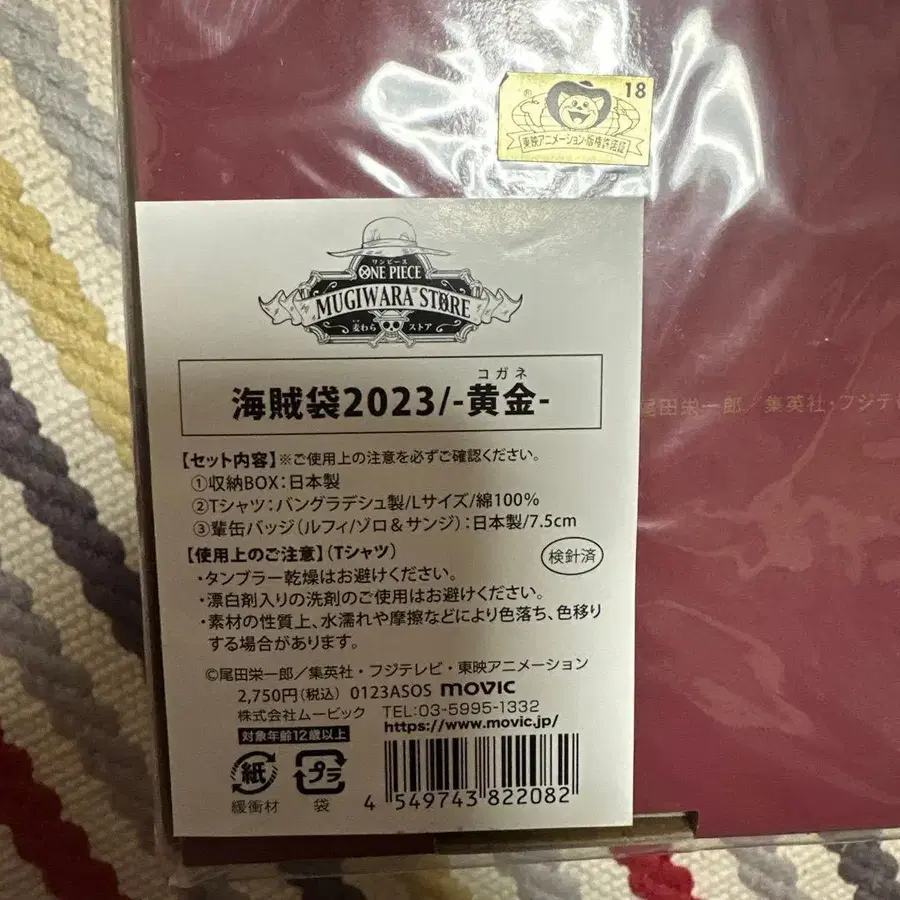 18
東映アニメーション・版権許諾証
ワンピース
ONE PIECE
MUGIWARA STORE
麦わら ストア
コガネ
海賊袋2023/-黄金-
尾田栄一郎／集英社・フジテレビ
【セット内容】※ご使用上の注意を必ずご確認ください。
①収納BOX：日本製
②Tシャツ：バングラデシュ製/Lサイズ/綿100%
③輩缶バッジ（ルフィ/ゾロ＆サンジ）：日本製/7.5cm
【使用上のご注意】（Tシャツ）
検針済
・タンブラー乾燥はお避けください。
・漂白剤入りの洗剤のご使用はお避けください。
・素材の性質上、水濡れや摩擦などにより色落ち、色移り
する場合があります。
©尾田栄一郎／集英社・フジテレビ・東映アニメーション
2,750円（税込） 0123ASOS movic
株式会社ムービック TEL:03-5995-1332
https://www.movic.jp/
対象年齢12歳以上
紙 プラ
緩衝材 袋
4 549743 822082